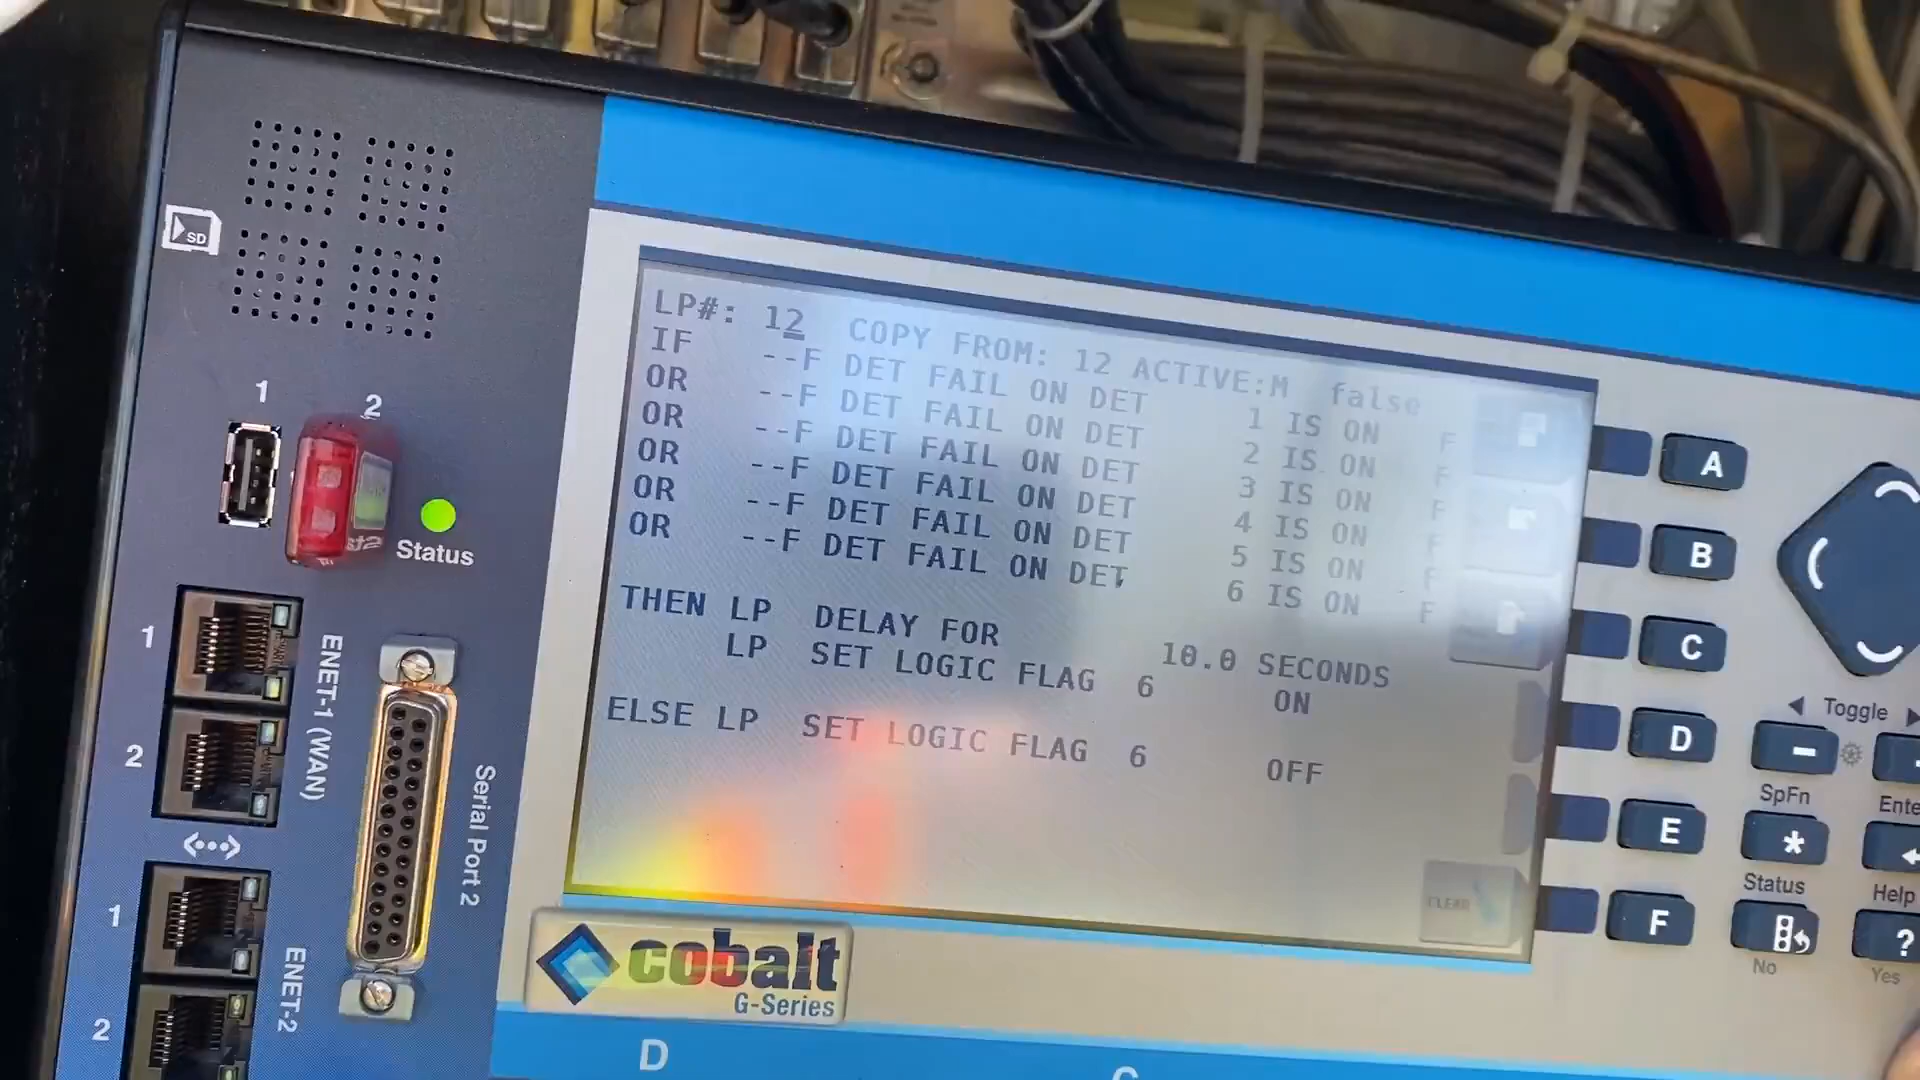 SD
1
2
Status
1
2
ENET-1 (WAN)
Serial Port 2
1
2
ENET-2
LP#: 12 COPY FROM: 12 ACTIVE:M false
IF --F DET FAIL ON DET 1 IS ON F
OR --F DET FAIL ON DET 2 IS ON F
OR --F DET FAIL ON DET 3 IS ON F
OR --F DET FAIL ON DET 4 IS ON F
OR --F DET FAIL ON DET 5 IS ON F
OR --F DET FAIL ON DET 6 IS ON F
THEN LP DELAY FOR 10.0 SECONDS
LP SET LOGIC FLAG 6 ON
ELSE LP SET LOGIC FLAG 6 OFF
CLEAR
A
B
C
D
E
F
Toggle
-
SpFn
*
Status
No
Help
?
Yes
cobalt
G-Series
D